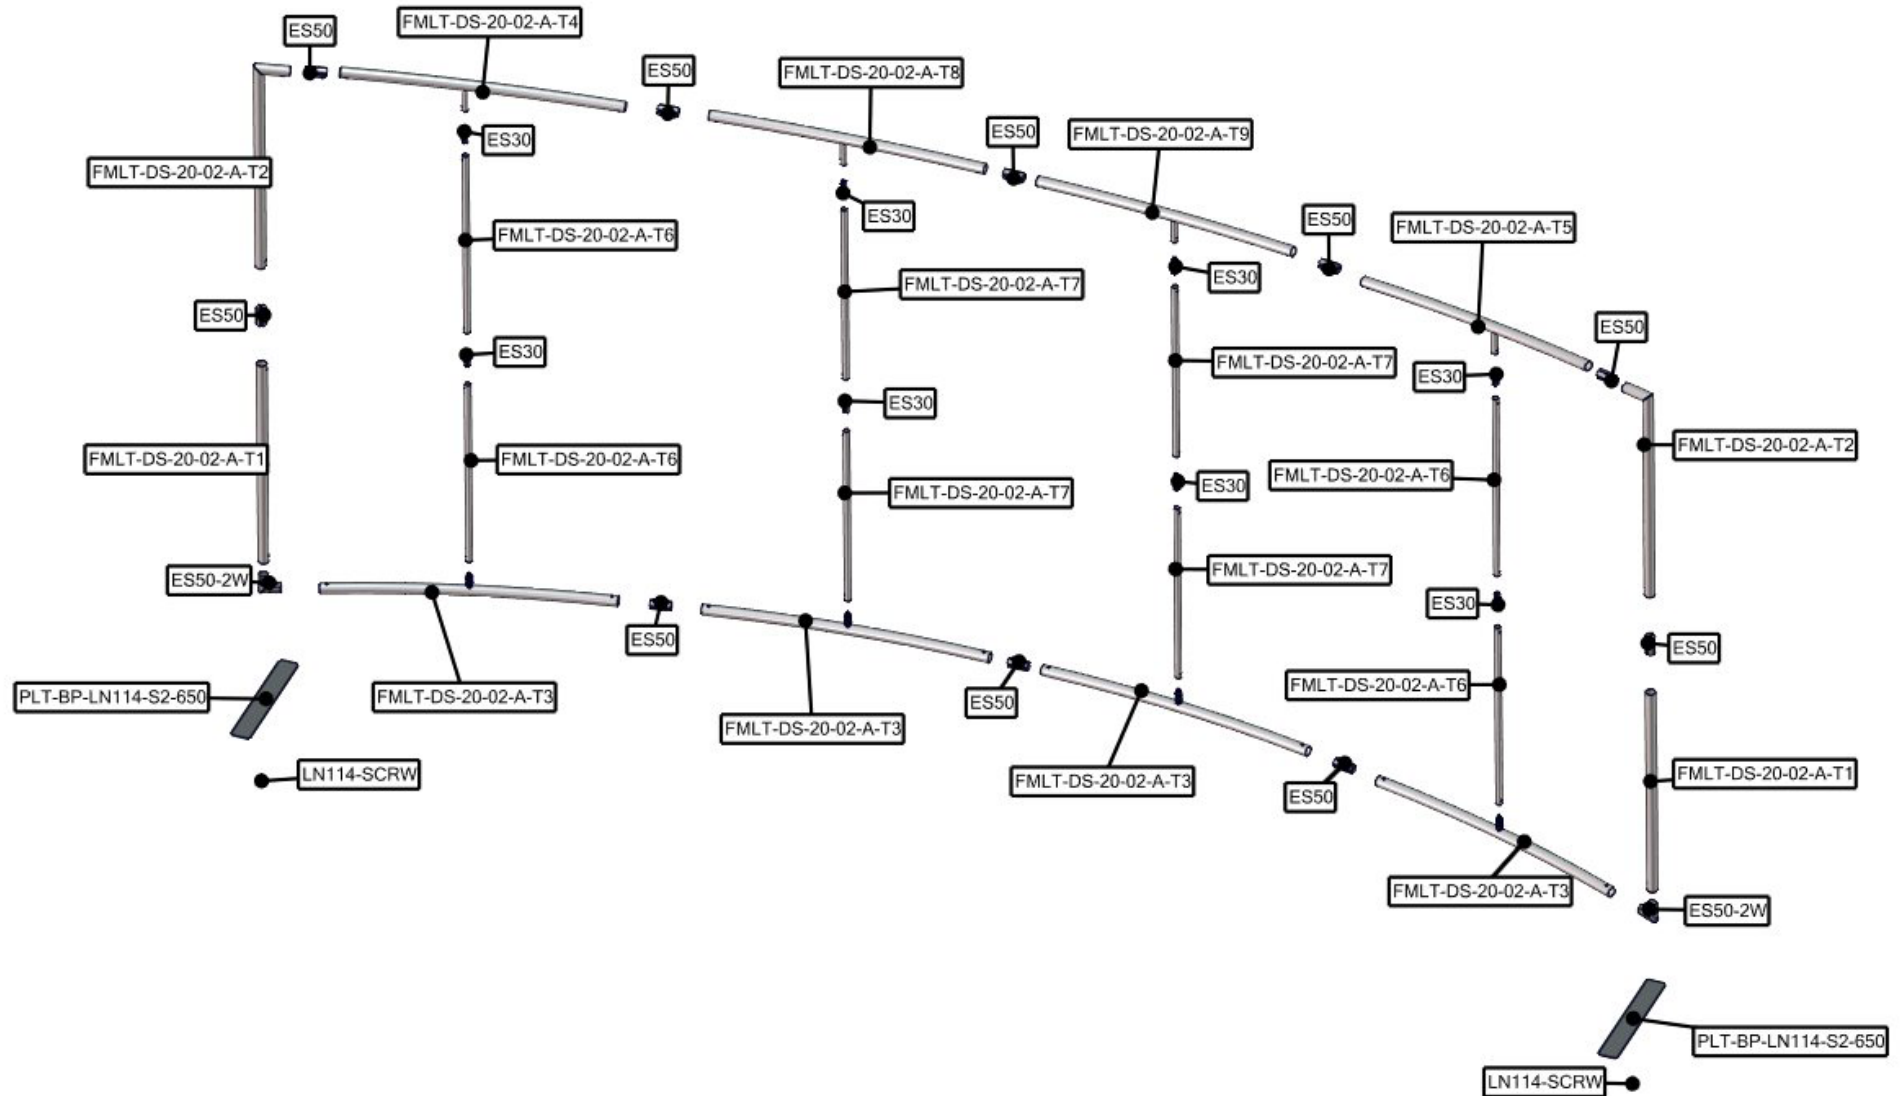 FMLT-DS-20-02-A-T4
ES50
ES50
FMLT-DS-20-02-A-T8
ES50
FMLT-DS-20-02-A-T9
ES30
FMLT-DS-20-02-A-T2
ES30
ES50
FMLT-DS-20-02-A-T5
FMLT-DS-20-02-A-T6
ES30
FMLT-DS-20-02-A-T7
ES50
ES50
ES30
FMLT-DS-20-02-A-T7
ES30
ES30
FMLT-DS-20-02-A-T2
FMLT-DS-20-02-A-T1
FMLT-DS-20-02-A-T6
FMLT-DS-20-02-A-T6
ES30
FMLT-DS-20-02-A-T7
FMLT-DS-20-02-A-T7
ES50-2W
ES30
ES50
ES50
FMLT-DS-20-02-A-T6
PLT-BP-LN114-S2-650
FMLT-DS-20-02-A-T3
ES50
FMLT-DS-20-02-A-T3
LN114-SCRW
FMLT-DS-20-02-A-T1
FMLT-DS-20-02-A-T3
ES50
FMLT-DS-20-02-A-T3
ES50-2W
PLT-BP-LN114-S2-650
LN114-SCRW